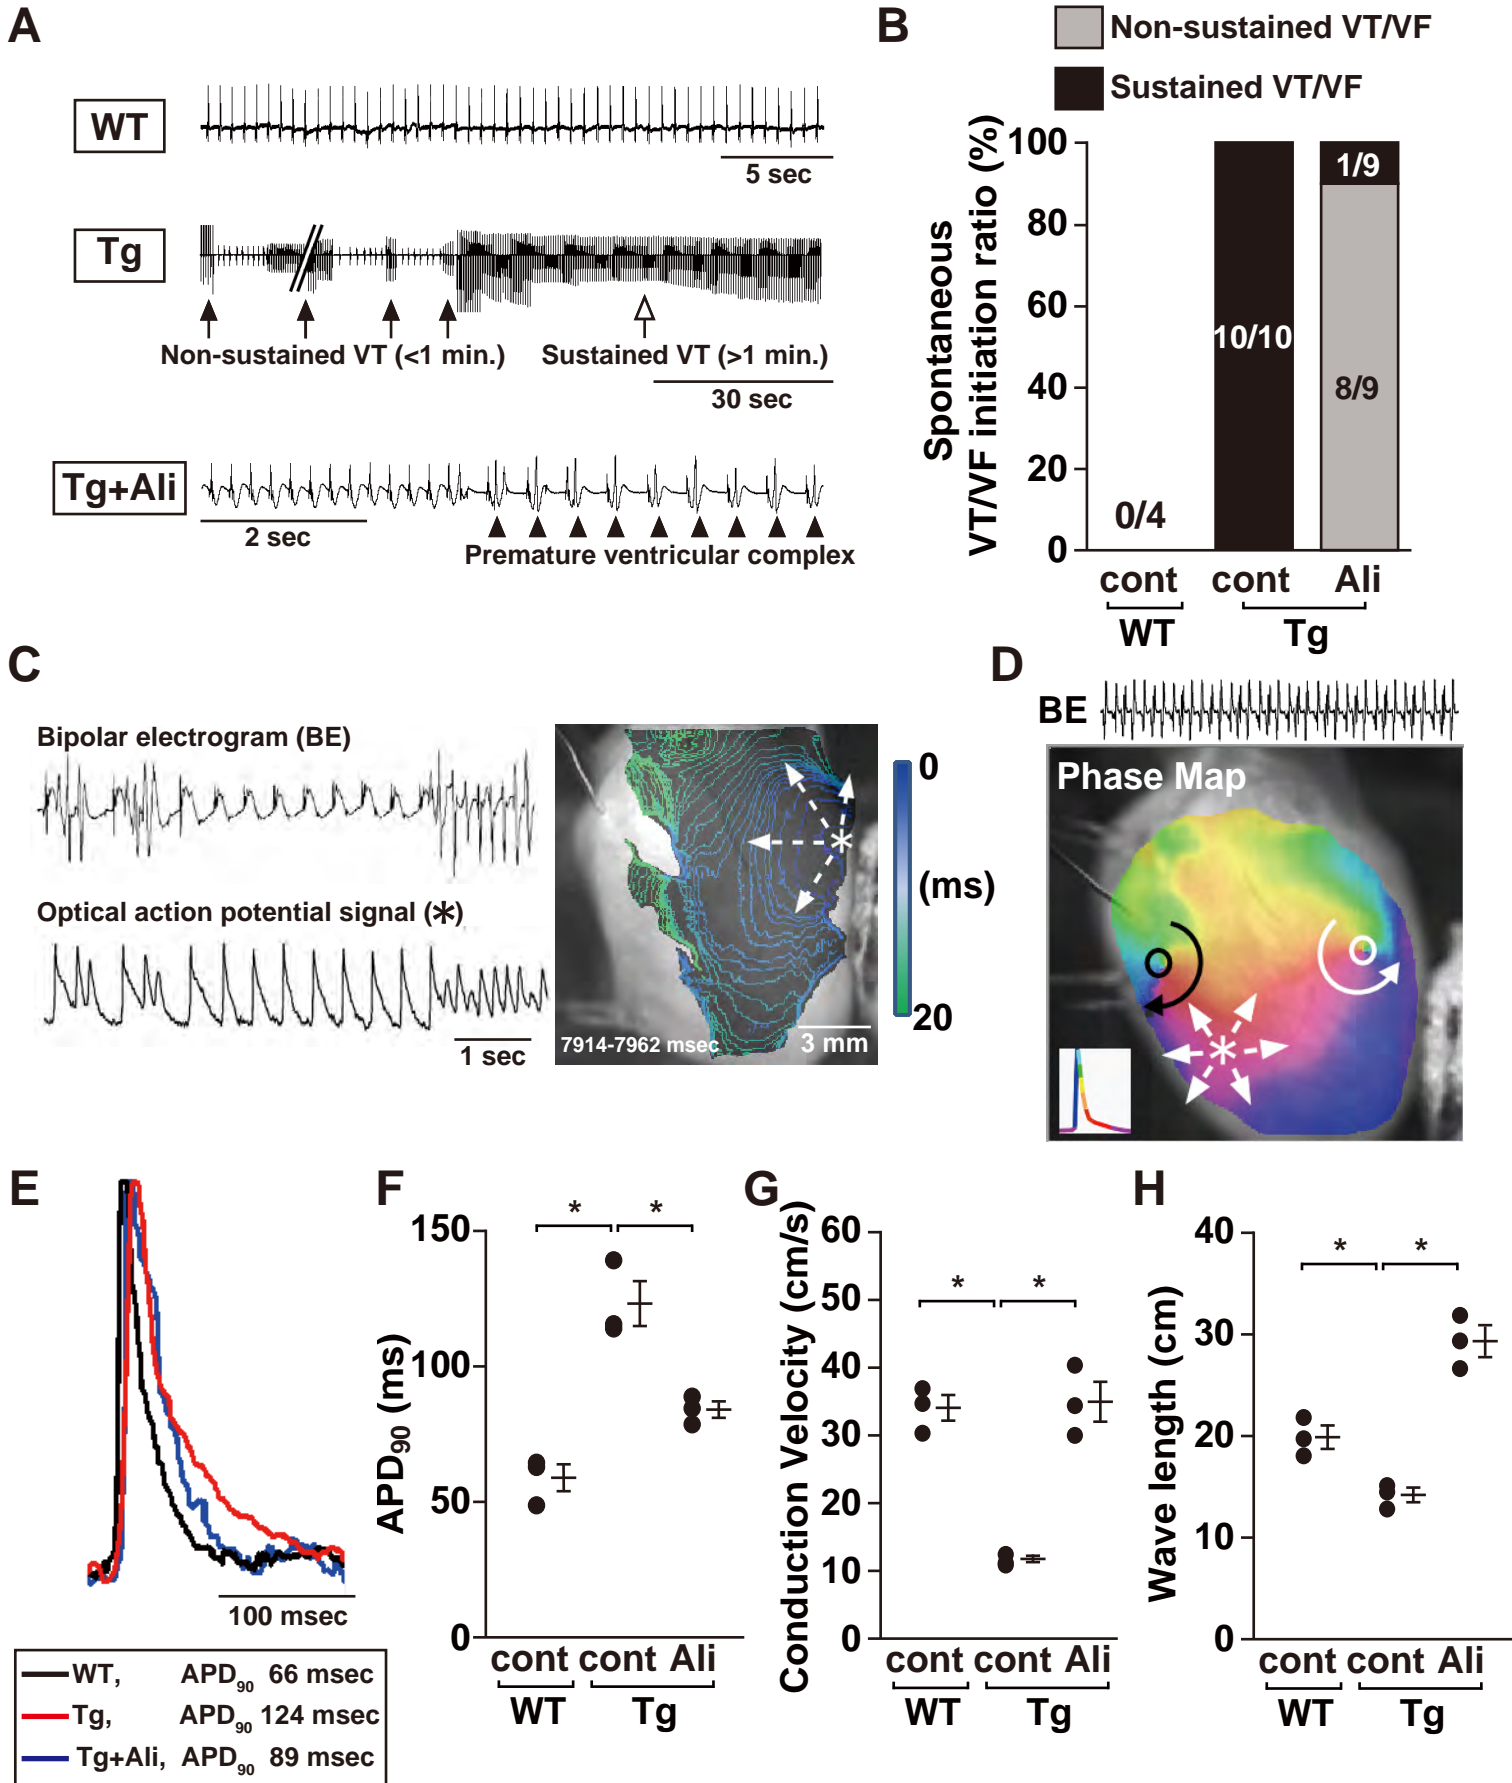 A
WT
5 sec
Tg
Non-sustained VT (<1 min.)
Sustained VT (>1 min.)
30 sec
Tg+Ali
2 sec
Premature ventricular complex
B
Non-sustained VT/VF
Sustained VT/VF
Spontaneous
VT/VF initiation ratio (%)
100
80
60
40
20
0
0/4
10/10
1/9
8/9
cont
cont
Ali
WT
Tg
C
Bipolar electrogram (BE)
Optical action potential signal (*)
1 sec
*
7914-7962 msec
3 mm
0
(ms)
20
D
BE
Phase Map
*
E
100 msec
WT, APD90 66 msec
Tg, APD90 124 msec
Tg+Ali, APD90 89 msec
F
APD90 (ms)
150
100
50
0
* *
cont cont Ali
WT Tg
G
Conduction Velocity (cm/s)
60
50
40
30
20
10
0
* *
cont cont Ali
WT Tg
H
Wave length (cm)
40
30
20
10
0
* *
cont cont Ali
WT Tg